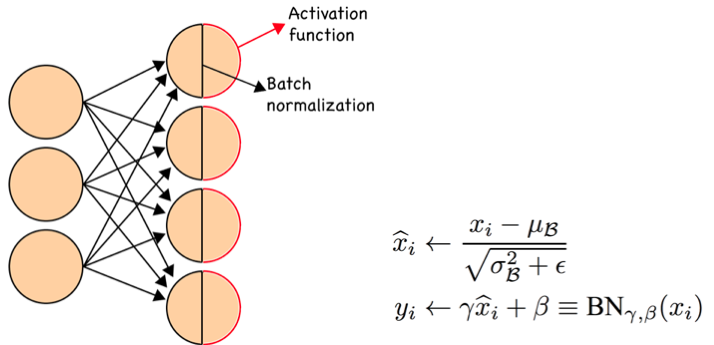 Activation
function
Batch
normalization
x̂ᵢ ← (xᵢ − μ_𝓑) / √(σ²_𝓑 + ϵ)
yᵢ ← γx̂ᵢ + β ≡ BN_γ,β(xᵢ)